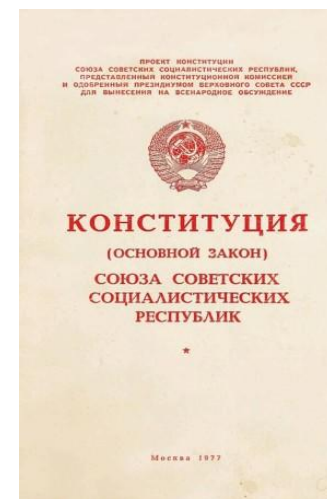 ПРОЕКТ КОНСТИТУЦИИ
СОЮЗА СОВЕТСКИХ СОЦИАЛИСТИЧЕСКИХ РЕСПУБЛИК,
ПРЕДСТАВЛЕННЫЙ КОНСТИТУЦИОННОЙ КОМИССИЕЙ
И ОДОБРЕННЫЙ ПРЕЗИДИУМОМ ВЕРХОВНОГО СОВЕТА СССР
ДЛЯ ВЫНЕСЕНИЯ НА ВСЕНАРОДНОЕ ОБСУЖДЕНИЕ
КОНСТИТУЦИЯ
(ОСНОВНОЙ ЗАКОН)
СОЮЗА СОВЕТСКИХ
СОЦИАЛИСТИЧЕСКИХ
РЕСПУБЛИК
Москва 1977